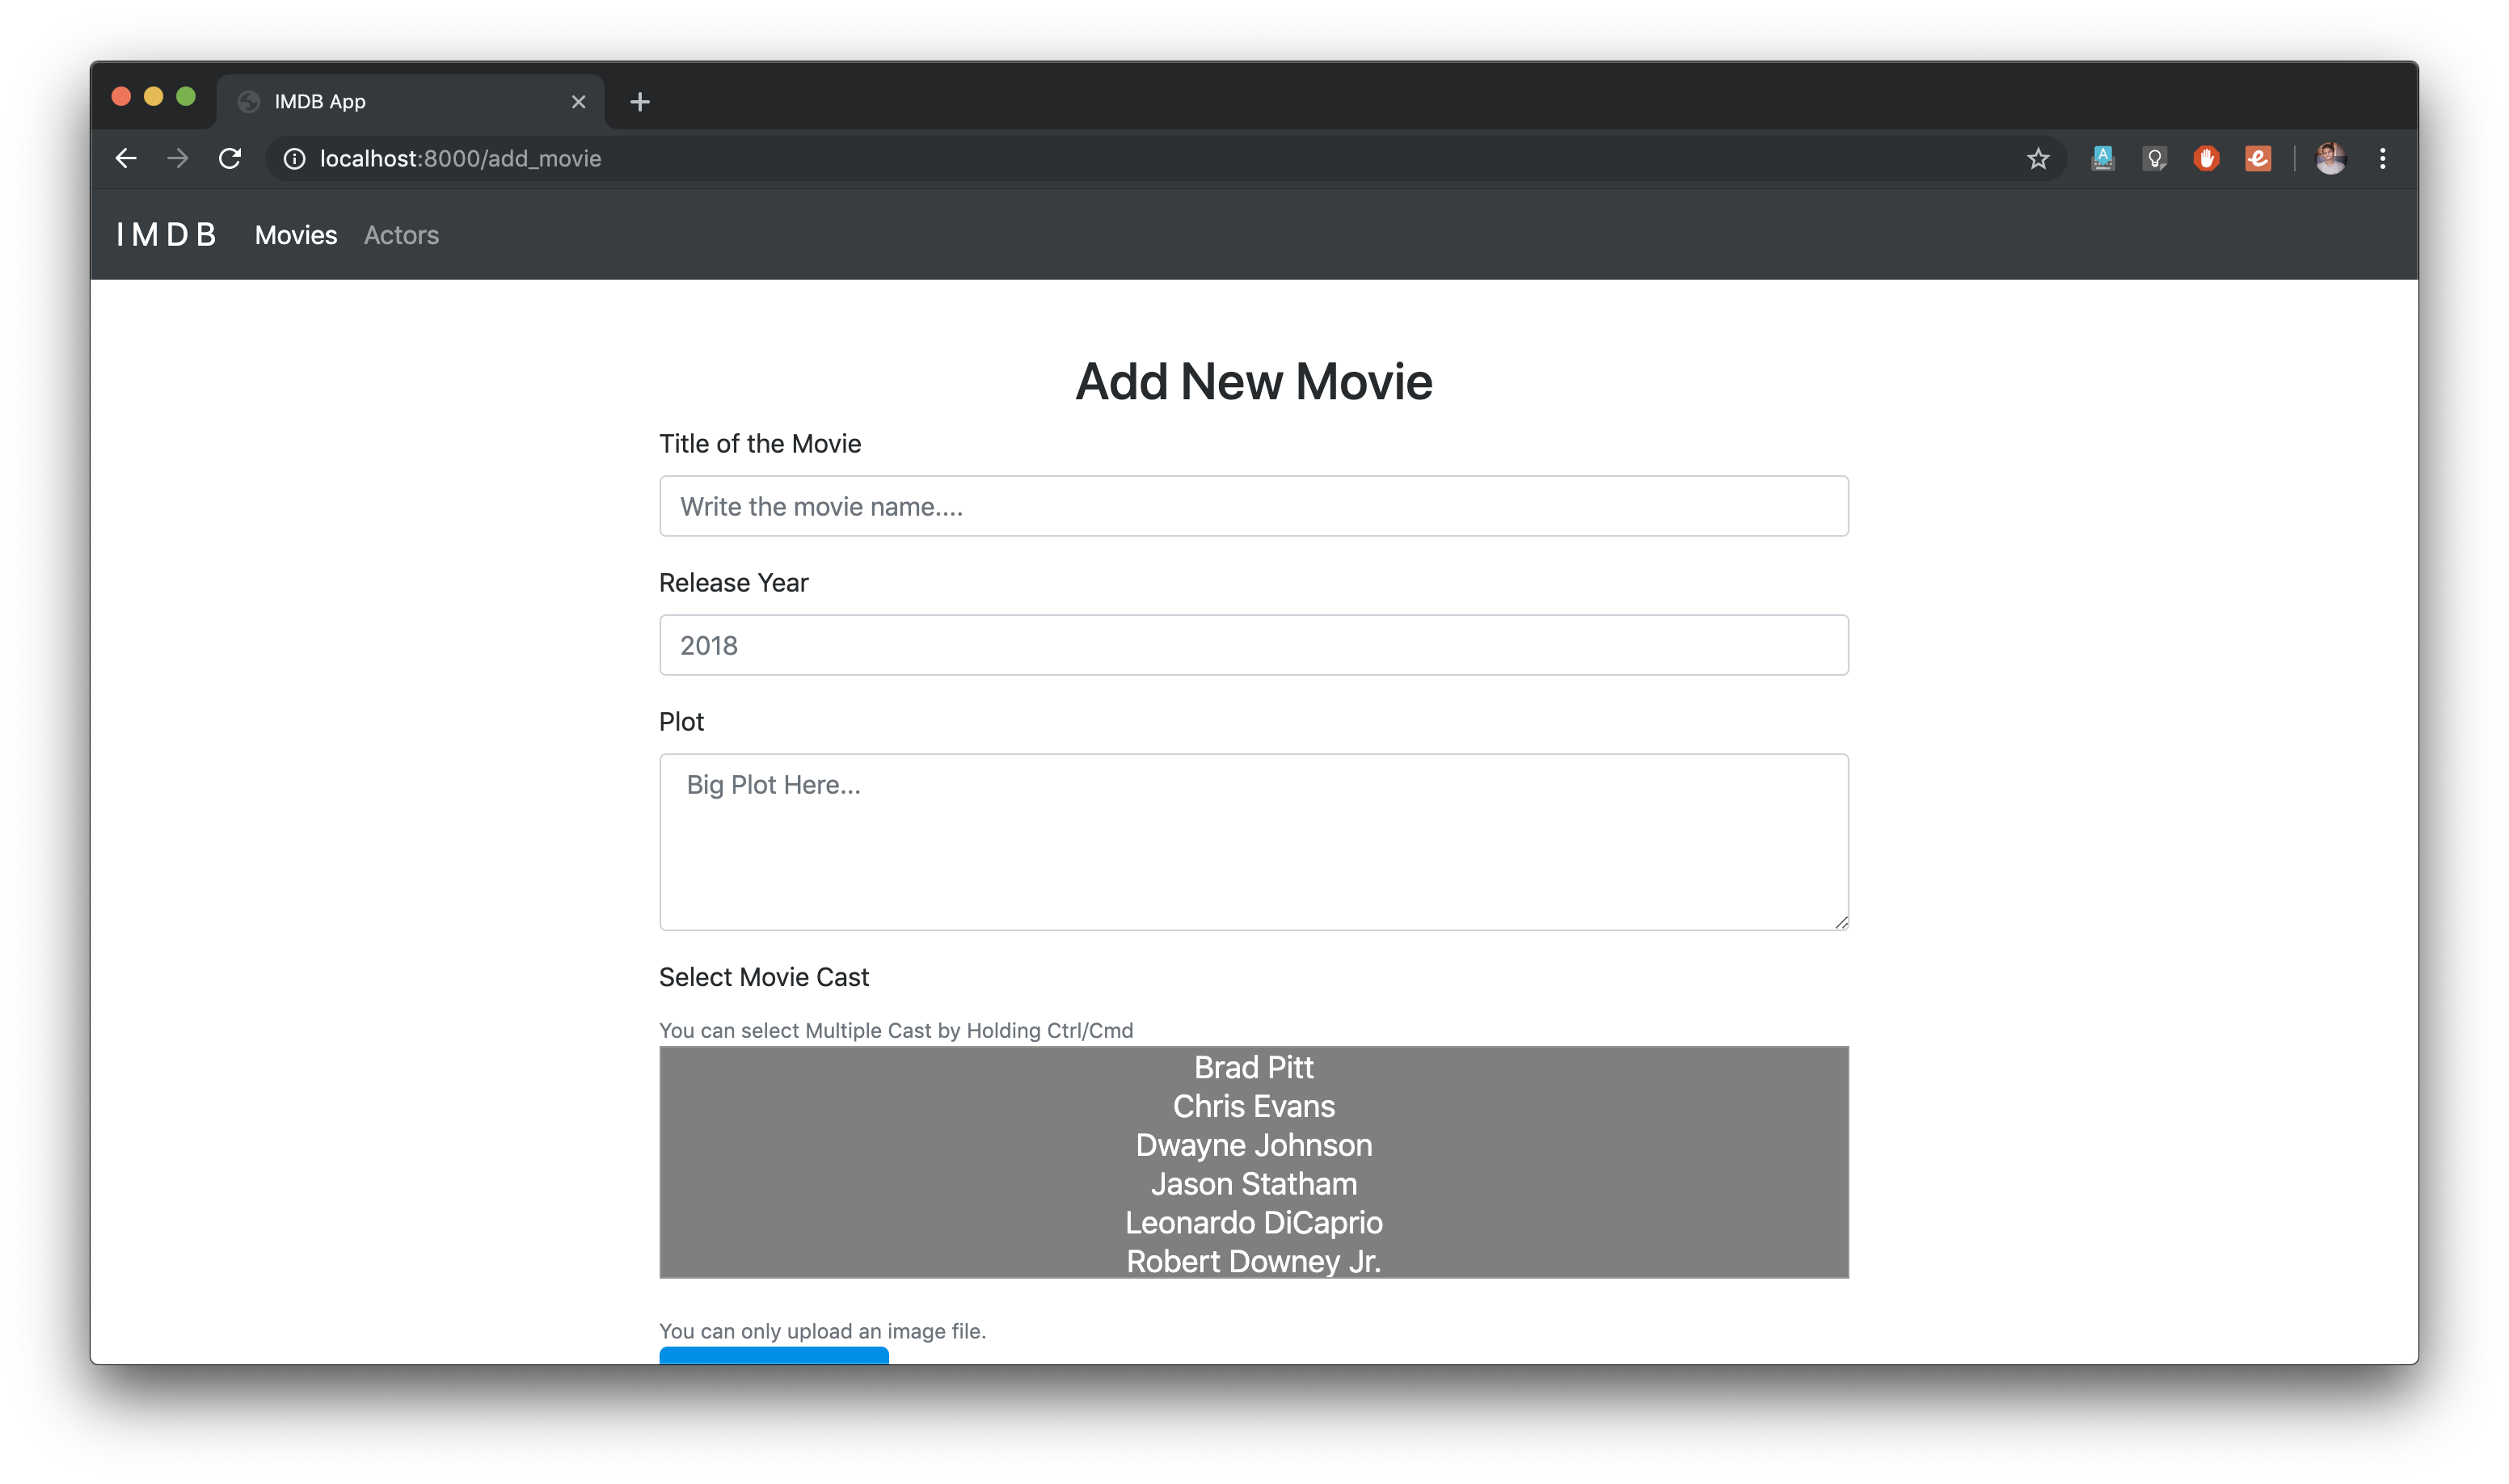 IMDB App
localhost:8000/add_movie
IMDB Movies Actors
Add New Movie
Title of the Movie
Write the movie name....
Release Year
2018
Plot
Big Plot Here...
Select Movie Cast
You can select Multiple Cast by Holding Ctrl/Cmd
Brad Pitt
Chris Evans
Dwayne Johnson
Jason Statham
Leonardo DiCaprio
Robert Downey Jr.
You can only upload an image file.